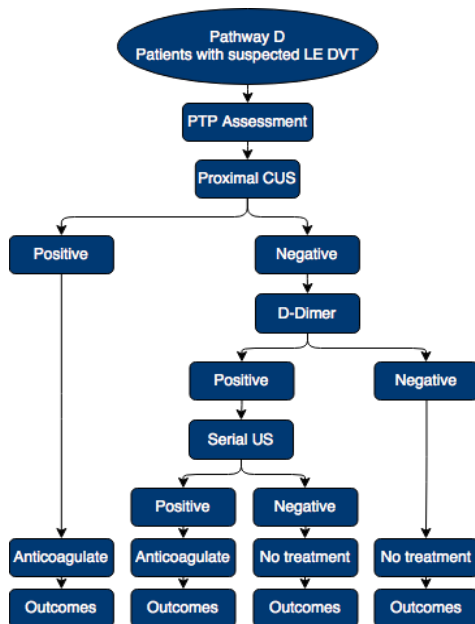 Pathway D
Patients with suspected LE DVT
PTP Assessment
Proximal CUS
Positive
Negative
D-Dimer
Positive
Negative
Serial US
Positive
Negative
Anticoagulate
Anticoagulate
No treatment
No treatment
Outcomes
Outcomes
Outcomes
Outcomes